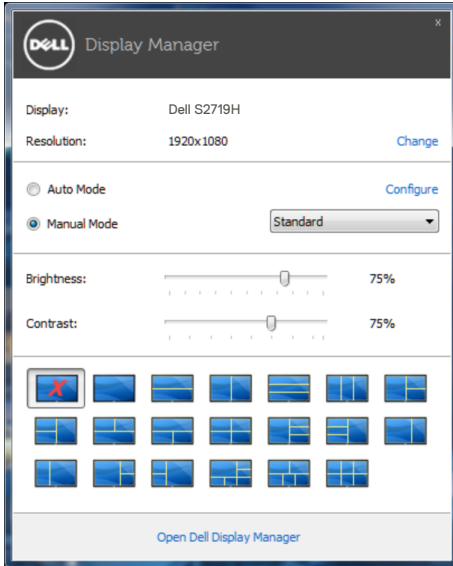 x
DELL Display Manager
Display: Dell S2719H
Resolution: 1920x1080 Change
Auto Mode Configure
Manual Mode Standard
Brightness: 75%
Contrast: 75%
X
Open Dell Display Manager